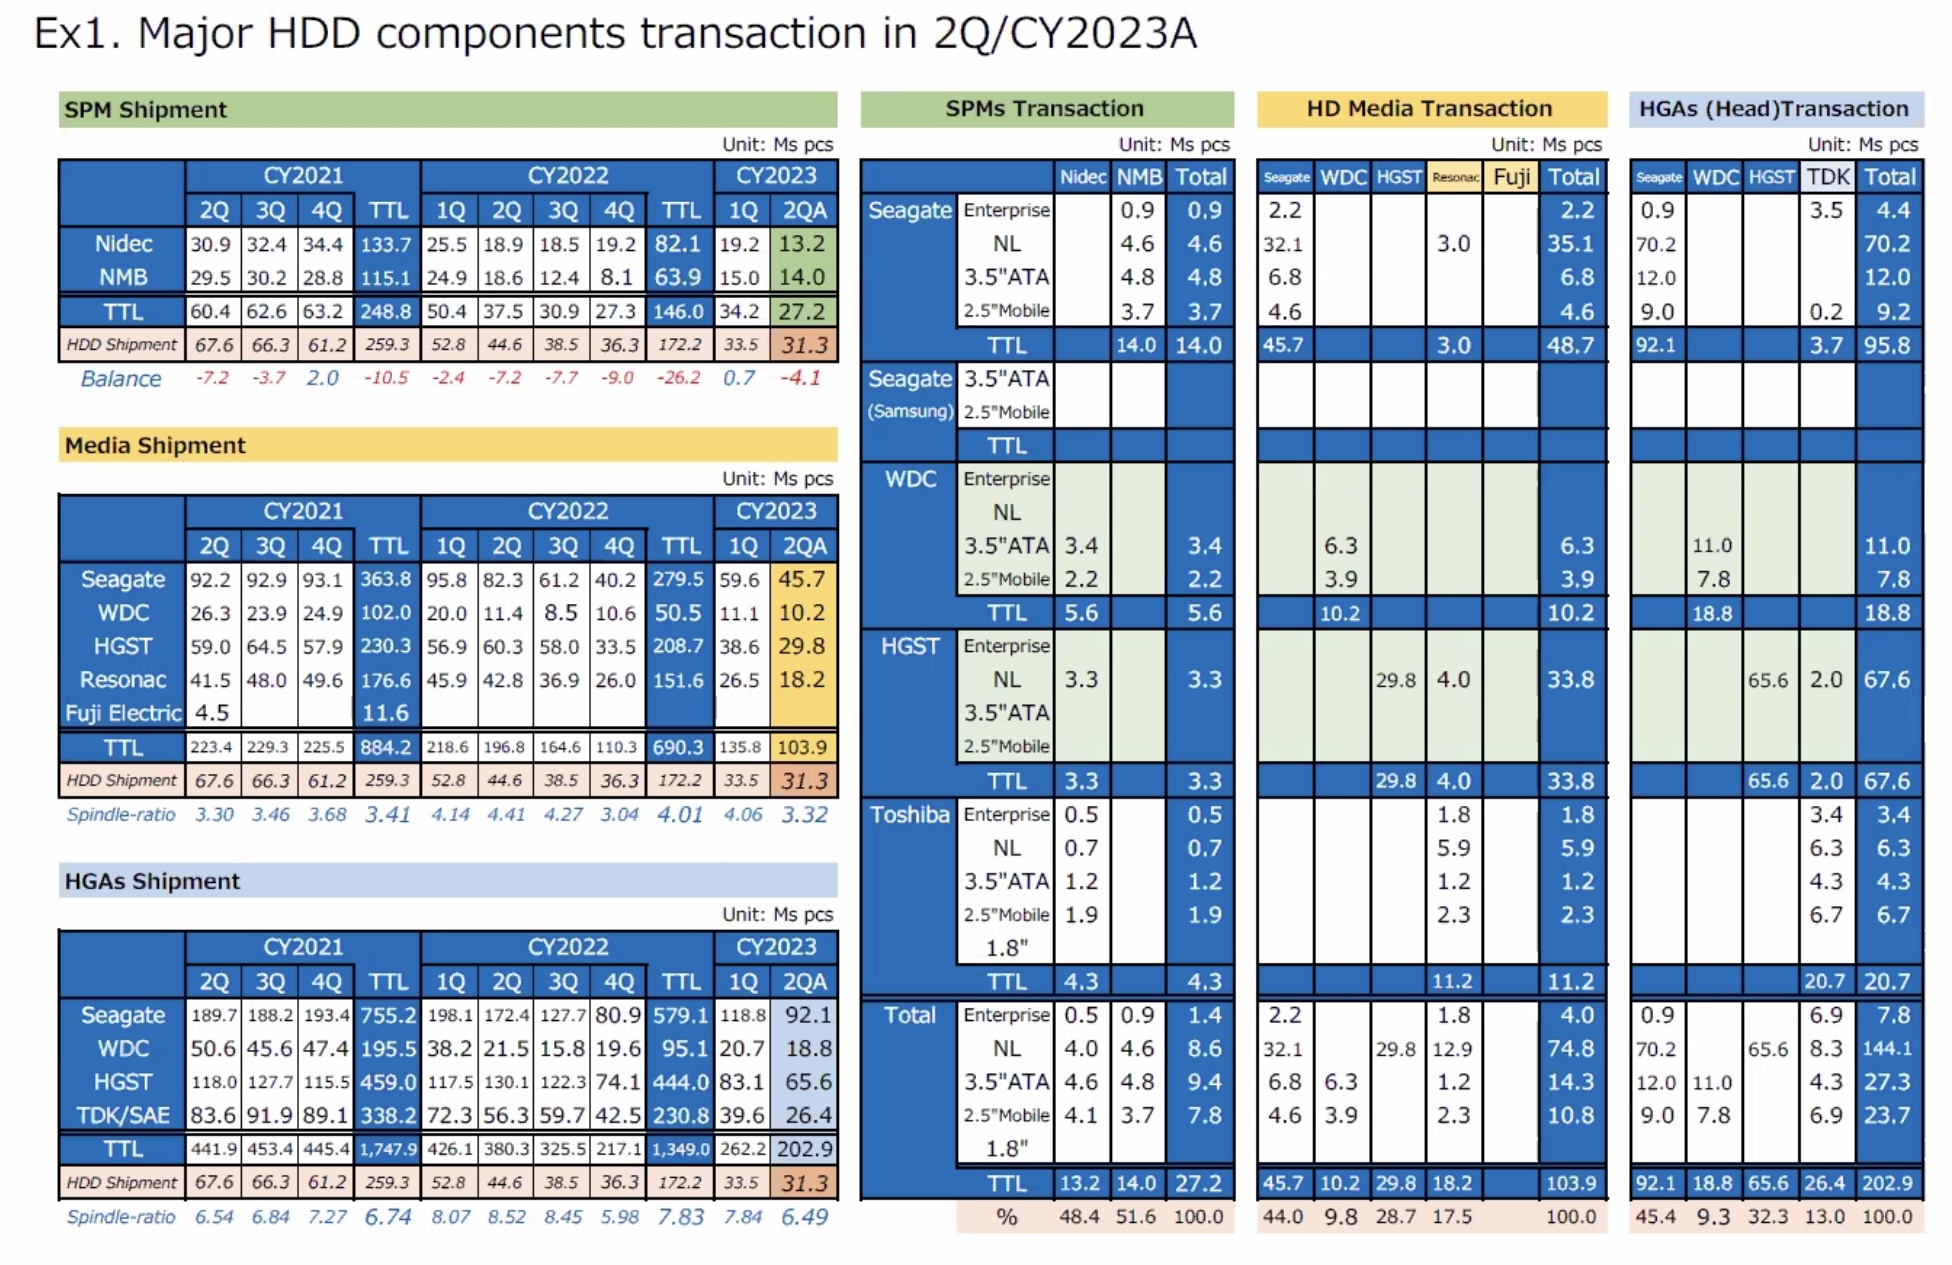 Ex1. Major HDD components transaction in 2Q/CY2023A
SPM Shipment
Unit: Ms pcs
CY2021 CY2022 CY2023
2Q 3Q 4Q TTL 1Q 2Q 3Q 4Q TTL 1Q 2QA
Nidec 30.9 32.4 34.4 133.7 25.5 18.9 18.5 19.2 82.1 19.2 13.2
NMB 29.5 30.2 28.8 115.1 24.9 18.6 12.4 8.1 63.9 15.0 14.0
TTL 60.4 62.6 63.2 248.8 50.4 37.5 30.9 27.3 146.0 34.2 27.2
HDD Shipment 67.6 66.3 61.2 259.3 52.8 44.6 38.5 36.3 172.2 33.5 31.3
Balance -7.2 -3.7 2.0 -10.5 -2.4 -7.2 -7.7 -9.0 -26.2 0.7 -4.1
Media Shipment
Unit: Ms pcs
CY2021 CY2022 CY2023
2Q 3Q 4Q TTL 1Q 2Q 3Q 4Q TTL 1Q 2QA
Seagate 92.2 92.9 93.1 363.8 95.8 82.3 61.2 40.2 279.5 59.6 45.7
WDC 26.3 23.9 24.9 102.0 20.0 11.4 8.5 10.6 50.5 11.1 10.2
HGST 59.0 64.5 57.9 230.3 56.9 60.3 58.0 33.5 208.7 38.6 29.8
Resonac 41.5 48.0 49.6 176.6 45.9 42.8 36.9 26.0 151.6 26.5 18.2
Fuji Electric 4.5 11.6
TTL 223.4 229.3 225.5 884.2 218.6 196.8 164.6 110.3 690.3 135.8 103.9
HDD Shipment 67.6 66.3 61.2 259.3 52.8 44.6 38.5 36.3 172.2 33.5 31.3
Spindle-ratio 3.30 3.46 3.68 3.41 4.14 4.41 4.27 3.04 4.01 4.06 3.32
HGAs Shipment
Unit: Ms pcs
CY2021 CY2022 CY2023
2Q 3Q 4Q TTL 1Q 2Q 3Q 4Q TTL 1Q 2QA
Seagate 189.7 188.2 193.4 755.2 198.1 172.4 127.7 80.9 579.1 118.8 92.1
WDC 50.6 45.6 47.4 195.5 38.2 21.5 15.8 19.6 95.1 20.7 18.8
HGST 118.0 127.7 115.5 459.0 117.5 130.1 122.3 74.1 444.0 83.1 65.6
TDK/SAE 83.6 91.9 89.1 338.2 72.3 56.3 59.7 42.5 230.8 39.6 26.4
TTL 441.9 453.4 445.4 1,747.9 426.1 380.3 325.5 217.1 1,349.0 262.2 202.9
HDD Shipment 67.6 66.3 61.2 259.3 52.8 44.6 38.5 36.3 172.2 33.5 31.3
Spindle-ratio 6.54 6.84 7.27 6.74 8.07 8.52 8.45 5.98 7.83 7.84 6.49
SPMs Transaction HD Media Transaction HGAs (Head)Transaction
Unit: Ms pcs Unit: Ms pcs Unit: Ms pcs
Nidec NMB Total Seagate WDC HGST Resonac Fuji Total Seagate WDC HGST TDK Total
Seagate Enterprise 0.9 0.9 2.2 2.2 0.9 3.5 4.4
NL 4.6 4.6 32.1 3.0 35.1 70.2 70.2
3.5"ATA 4.8 4.8 6.8 6.8 12.0 12.0
2.5"Mobile 3.7 3.7 4.6 4.6 9.0 0.2 9.2
TTL 14.0 14.0 45.7 3.0 48.7 92.1 3.7 95.8
Seagate 3.5"ATA
(Samsung) 2.5"Mobile
TTL
WDC Enterprise
NL
3.5"ATA 3.4 3.4 6.3 6.3 11.0 11.0
2.5"Mobile 2.2 2.2 3.9 3.9 7.8 7.8
TTL 5.6 5.6 10.2 10.2 18.8 18.8
HGST Enterprise
NL 3.3 3.3 29.8 4.0 33.8 65.6 2.0 67.6
3.5"ATA
2.5"Mobile
TTL 3.3 3.3 29.8 4.0 33.8 65.6 2.0 67.6
Toshiba Enterprise 0.5 0.5 1.8 1.8 3.4 3.4
NL 0.7 0.7 5.9 5.9 6.3 6.3
3.5"ATA 1.2 1.2 1.2 1.2 4.3 4.3
2.5"Mobile 1.9 1.9 2.3 2.3 6.7 6.7
1.8"
TTL 4.3 4.3 11.2 11.2 20.7 20.7
Total Enterprise 0.5 0.9 1.4 2.2 1.8 4.0 0.9 6.9 7.8
NL 4.0 4.6 8.6 32.1 29.8 12.9 74.8 70.2 65.6 8.3 144.1
3.5"ATA 4.6 4.8 9.4 6.8 6.3 1.2 14.3 12.0 11.0 4.3 27.3
2.5"Mobile 4.1 3.7 7.8 4.6 3.9 2.3 10.8 9.0 7.8 6.9 23.7
1.8"
TTL 13.2 14.0 27.2 45.7 10.2 29.8 18.2 103.9 92.1 18.8 65.6 26.4 202.9
% 48.4 51.6 100.0 44.0 9.8 28.7 17.5 100.0 45.4 9.3 32.3 13.0 100.0